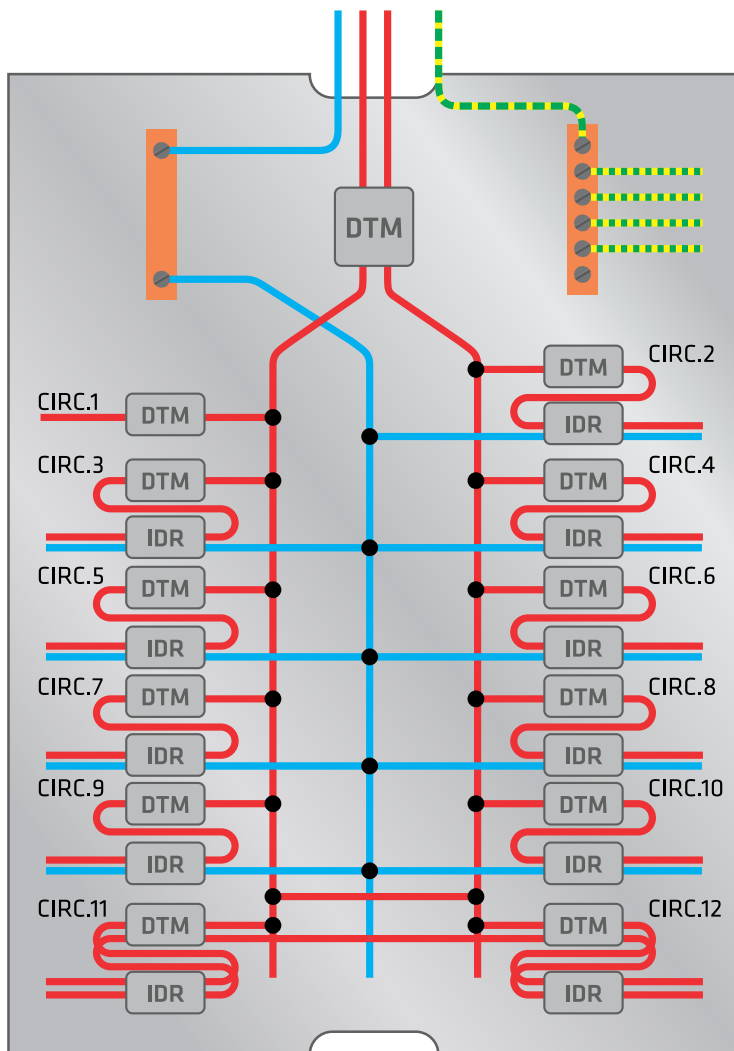 DTM
CIRC.2
DTM
CIRC.1
DTM
IDR
CIRC.3
DTM
IDR
CIRC.4
DTM
IDR
CIRC.5
DTM
IDR
CIRC.6
DTM
IDR
CIRC.7
DTM
IDR
CIRC.8
DTM
IDR
CIRC.9
DTM
IDR
CIRC.10
DTM
IDR
CIRC.11
DTM
IDR
CIRC.12
DTM
IDR